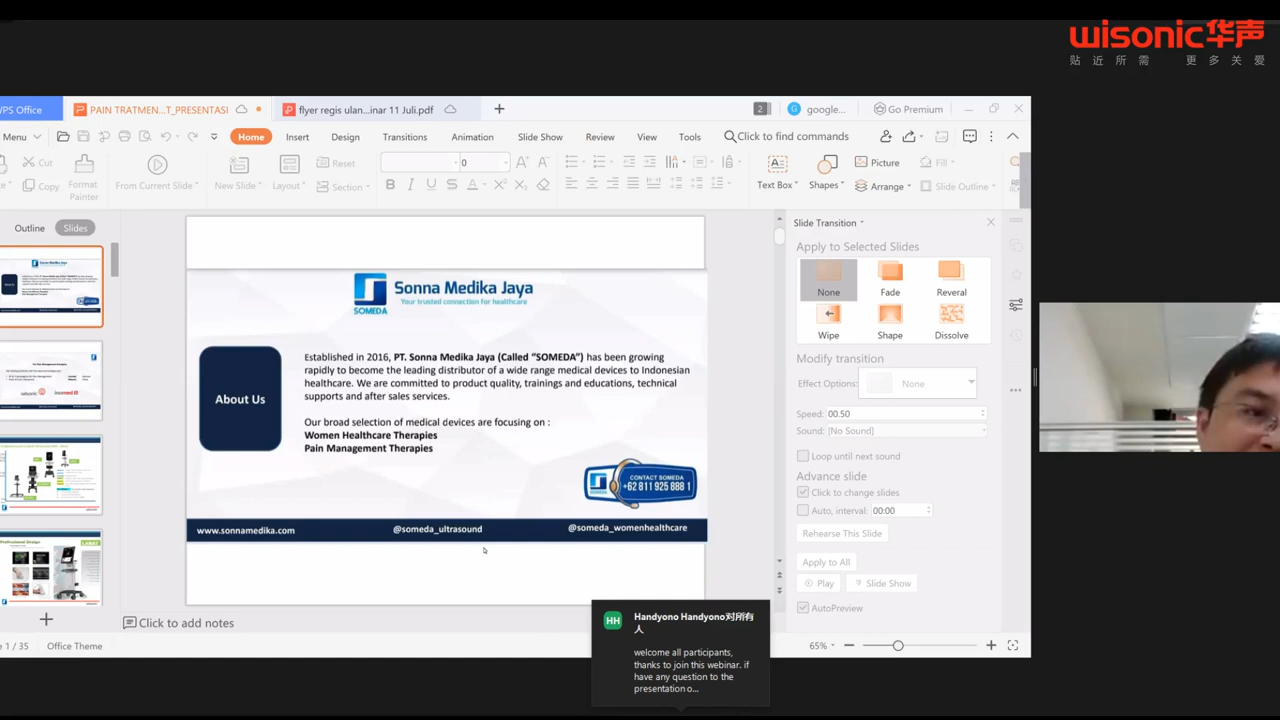 wisonic华声
贴近所需 更多关爱
WPS Office
PAIN TRATMEN...T_PRESENTASI
flyer regis ulan...inar 11 Juli.pdf
2
G
google...
Go Premium
Menu
Home
Insert
Design
Transitions
Animation
Slide Show
Review
View
Tools
Click to find commands
Cut
Copy
Format
Painter
From Current Slide
New Slide
Layout
Reset
Section
0
B I U S A X² X₂
Text Box
Shapes
Picture
Arrange
Fill
Slide Outline
Outline
Slides
Sonna Medika Jaya
Your trusted connection for healthcare
SOMEDA
About Us
Established in 2016, PT. Sonna Medika Jaya (Called “SOMEDA”) has been growing
rapidly to become the leading distributor of a wide range medical devices to Indonesian
healthcare. We are committed to product quality, trainings and educations, technical
supports and after sales services.
Our broad selection of medical devices are focusing on :
Women Healthcare Therapies
Pain Management Therapies
CONTACT SOMEDA
+62 811 925 888 1
www.sonnamedika.com
@someda_ultrasound
@someda_womenhealthcare
Slide Transition
Apply to Selected Slides
None
Fade
Reveral
Wipe
Shape
Dissolve
Modify transition
Effect Options:
None
Speed: 00.50
Sound: [No Sound]
Loop until next sound
Advance slide
Click to change slides
Auto, interval: 00:00
Rehearse This Slide
Apply to All
Play
Slide Show
AutoPreview
Click to add notes
HH
Handyono Handyono对所有
人
welcome all participants,
thanks to join this webinar. if
have any question to the
presentation o...
1 / 35
Office Theme
65%